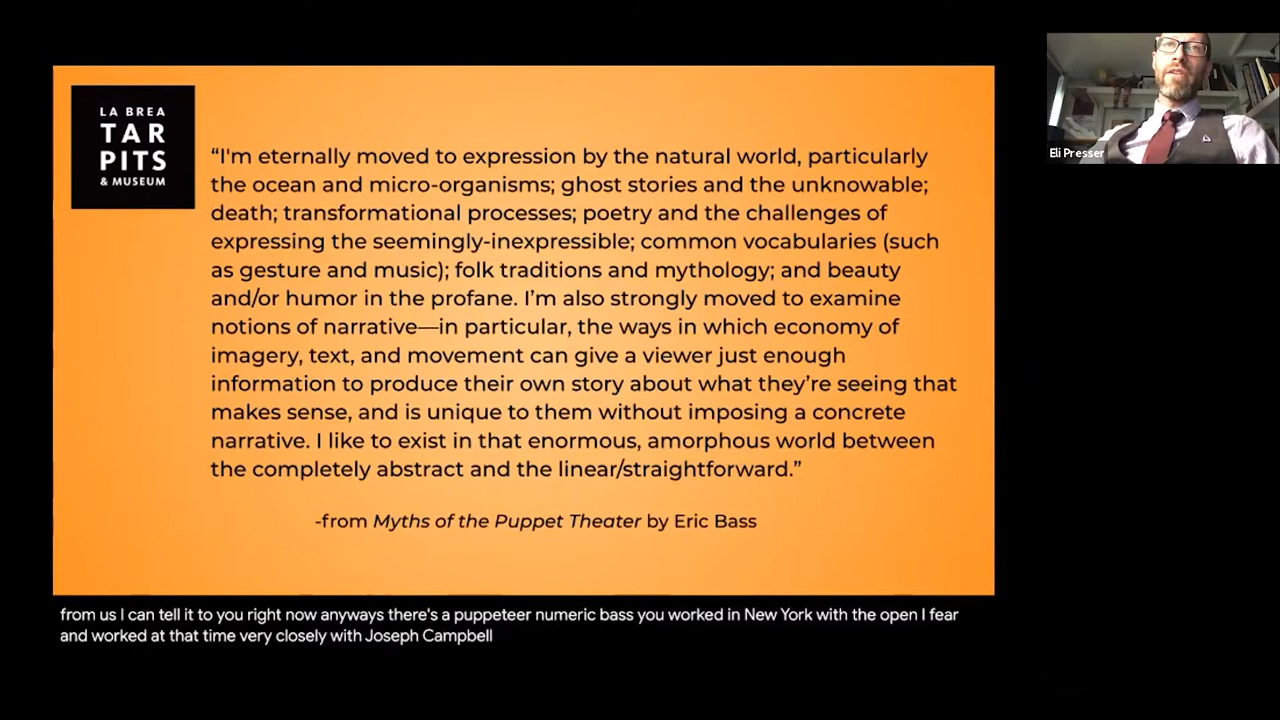 LA BREA
TAR
PITS
& MUSEUM
“I'm eternally moved to expression by the natural world, particularly
the ocean and micro-organisms; ghost stories and the unknowable;
death; transformational processes; poetry and the challenges of
expressing the seemingly-inexpressible; common vocabularies (such
as gesture and music); folk traditions and mythology; and beauty
and/or humor in the profane. I’m also strongly moved to examine
notions of narrative—in particular, the ways in which economy of
imagery, text, and movement can give a viewer just enough
information to produce their own story about what they’re seeing that
makes sense, and is unique to them without imposing a concrete
narrative. I like to exist in that enormous, amorphous world between
the completely abstract and the linear/straightforward.”
-from Myths of the Puppet Theater by Eric Bass
Eli Presser
from us I can tell it to you right now anyways there's a puppeteer numeric bass you worked in New York with the open I fear
and worked at that time very closely with Joseph Campbell